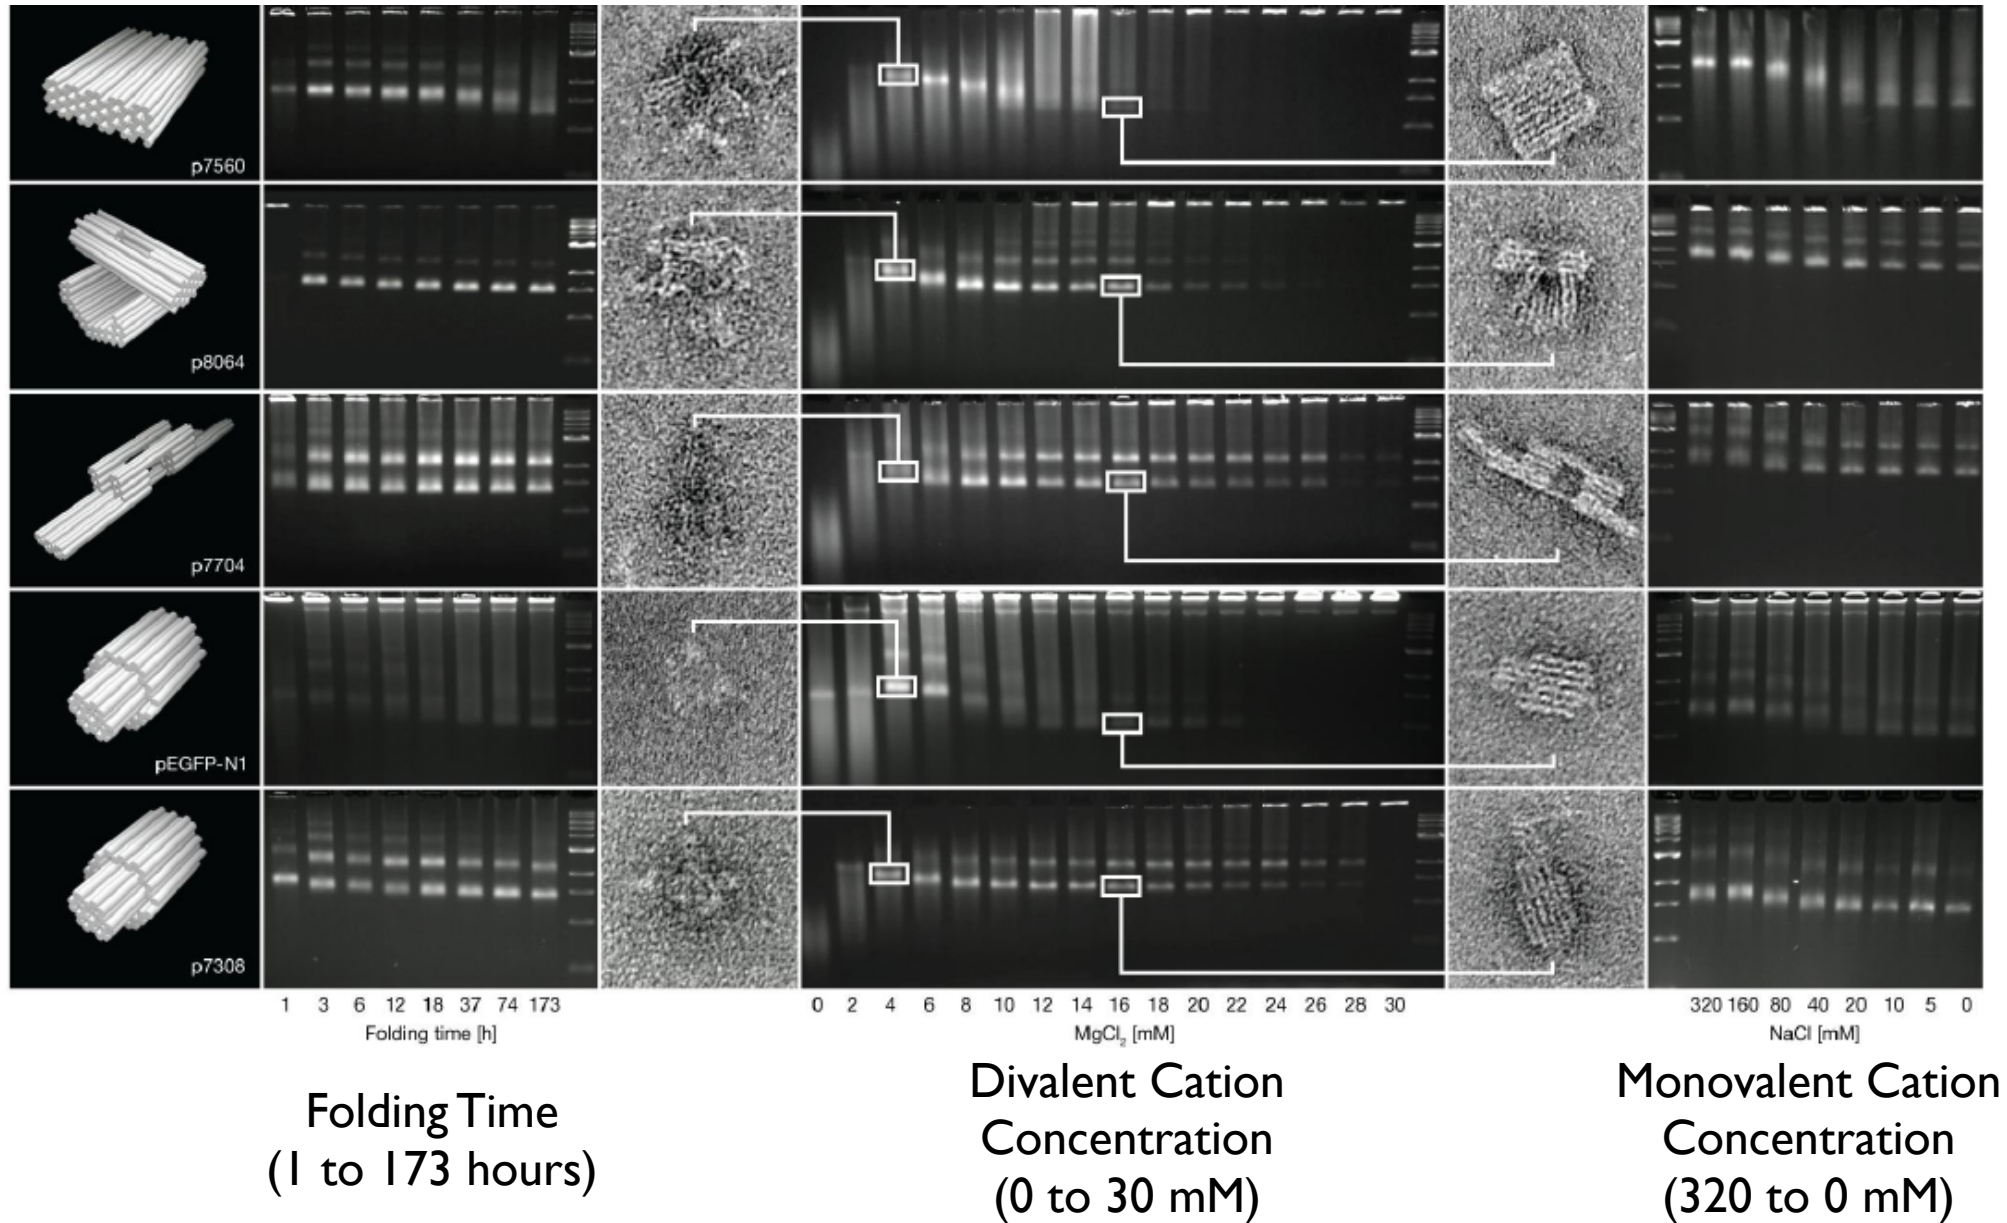 p7560
p8064
p7704
pEGFP-N1
p7308
1 3 6 12 18 37 74 173
Folding time [h]
0 2 4 6 8 10 12 14 16 18 20 22 24 26 28 30
MgCl₂ [mM]
320 160 80 40 20 10 5 0
NaCl [mM]
Folding Time
(1 to 173 hours)
Divalent Cation
Concentration
(0 to 30 mM)
Monovalent Cation
Concentration
(320 to 0 mM)